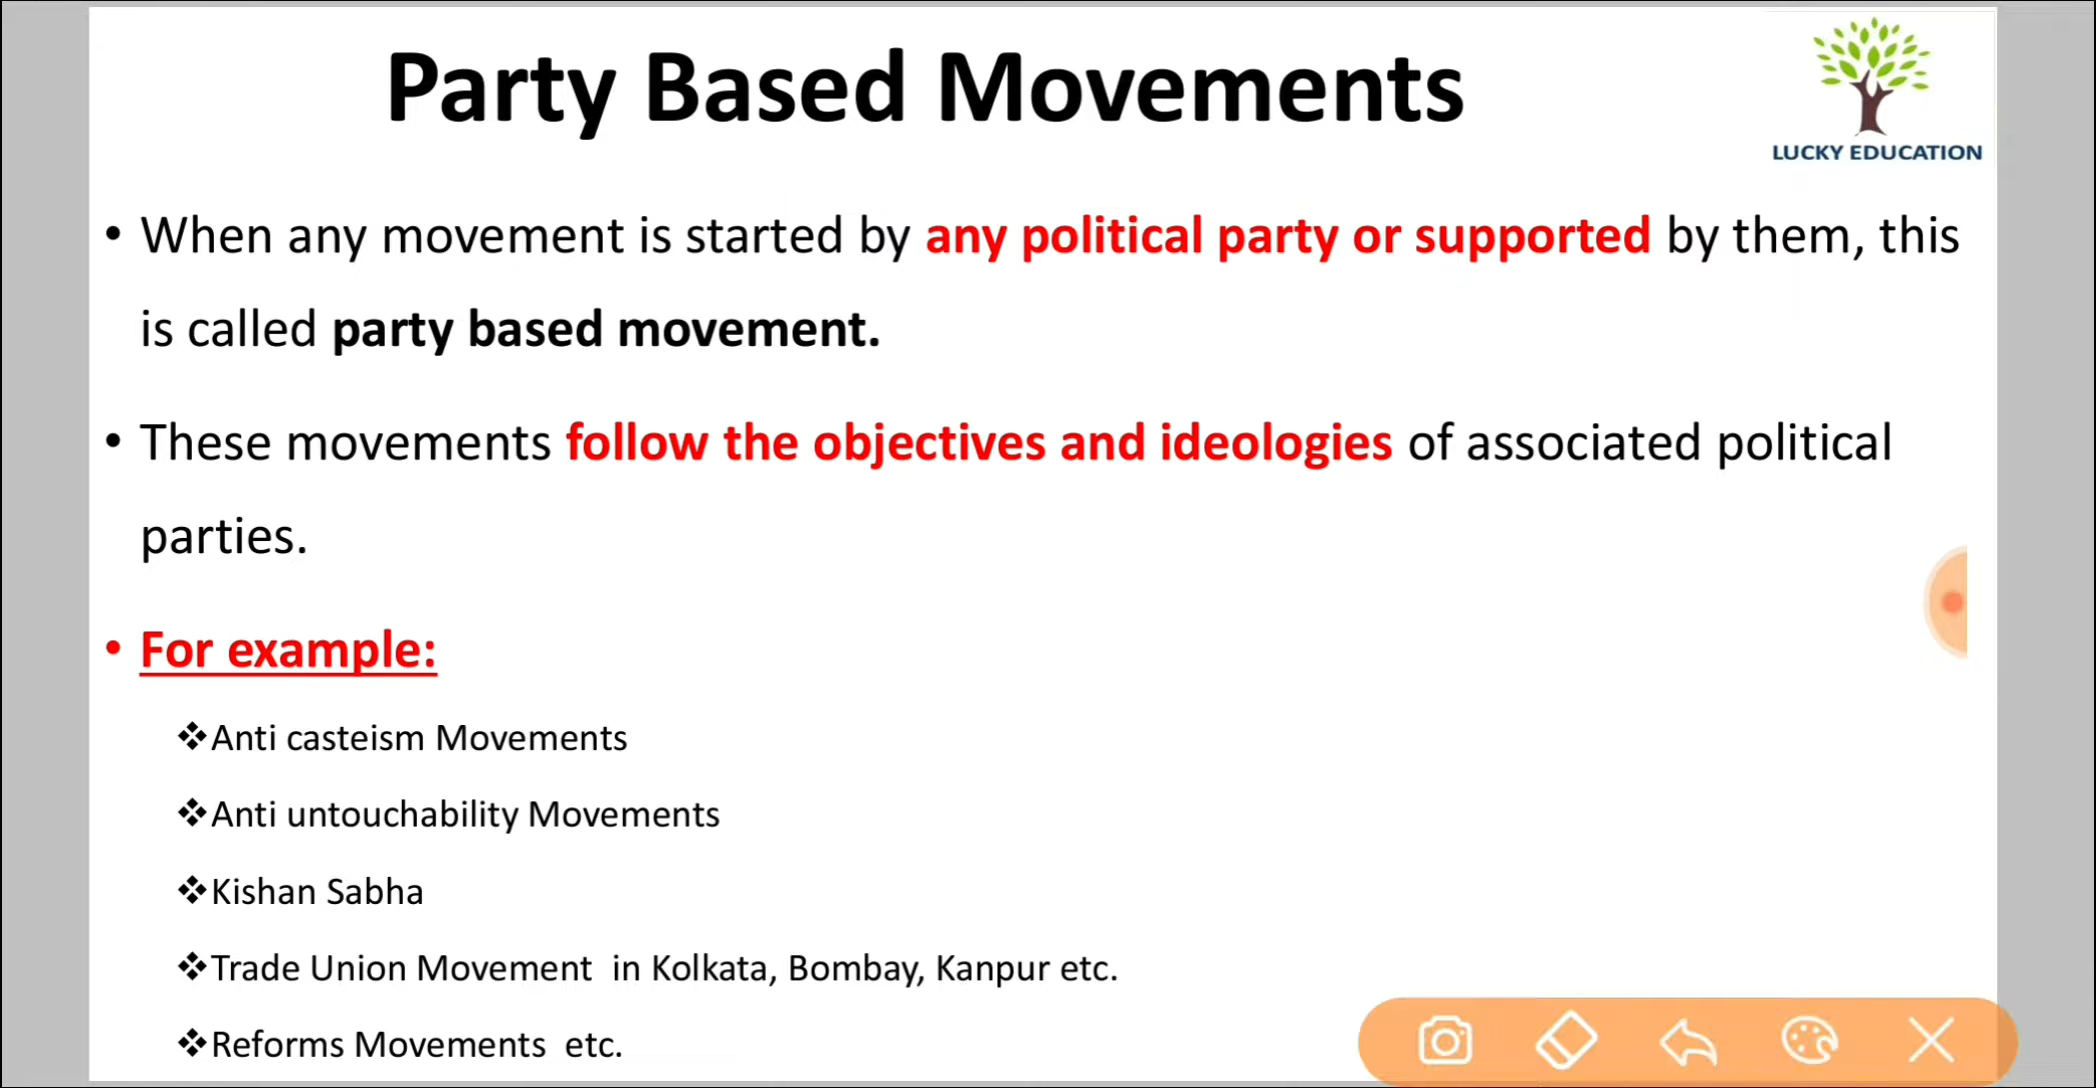 Party Based Movements
LUCKY EDUCATION
• When any movement is started by any political party or supported by them, this
is called party based movement.
• These movements follow the objectives and ideologies of associated political
parties.
• For example:
❖Anti casteism Movements
❖Anti untouchability Movements
❖Kishan Sabha
❖Trade Union Movement  in Kolkata, Bombay, Kanpur etc.
❖Reforms Movements  etc.